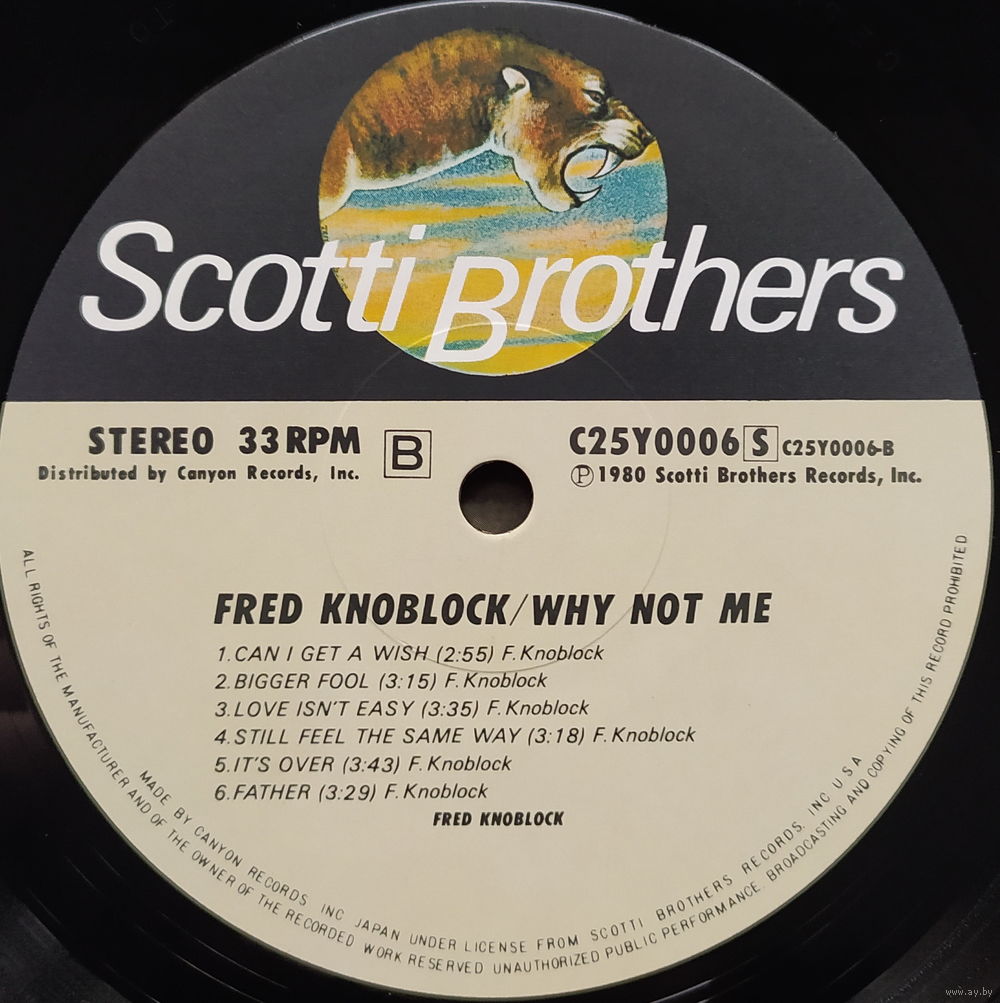 Scotti Brothers
STEREO 33RPM
Distributed by Canyon Records, Inc.
B
C25Y0006 S C25Y0006-B
Ⓟ1980 Scotti Brothers Records, Inc.
FRED KNOBLOCK/WHY NOT ME
1.CAN I GET A WISH (2:55) F.Knoblock
2.BIGGER FOOL (3:15) F.Knoblock
3.LOVE ISN'T EASY (3:35) F.Knoblock
4.STILL FEEL THE SAME WAY (3:18) F.Knoblock
5.IT'S OVER (3:43) F.Knoblock
6.FATHER (3:29) F.Knoblock
FRED KNOBLOCK
MADE BY CANYON RECORDS, INC JAPAN UNDER LICENSE FROM SCOTTI BROTHERS RECORDS, INC U S A
ALL RIGHTS OF THE MANUFACTURER AND OF THE OWNER OF THE RECORDED WORK RESERVED UNAUTHORIZED PUBLIC PERFORMANCE, BROADCASTING AND COPYING OF THIS RECORD PROHIBITED
www.ay.by